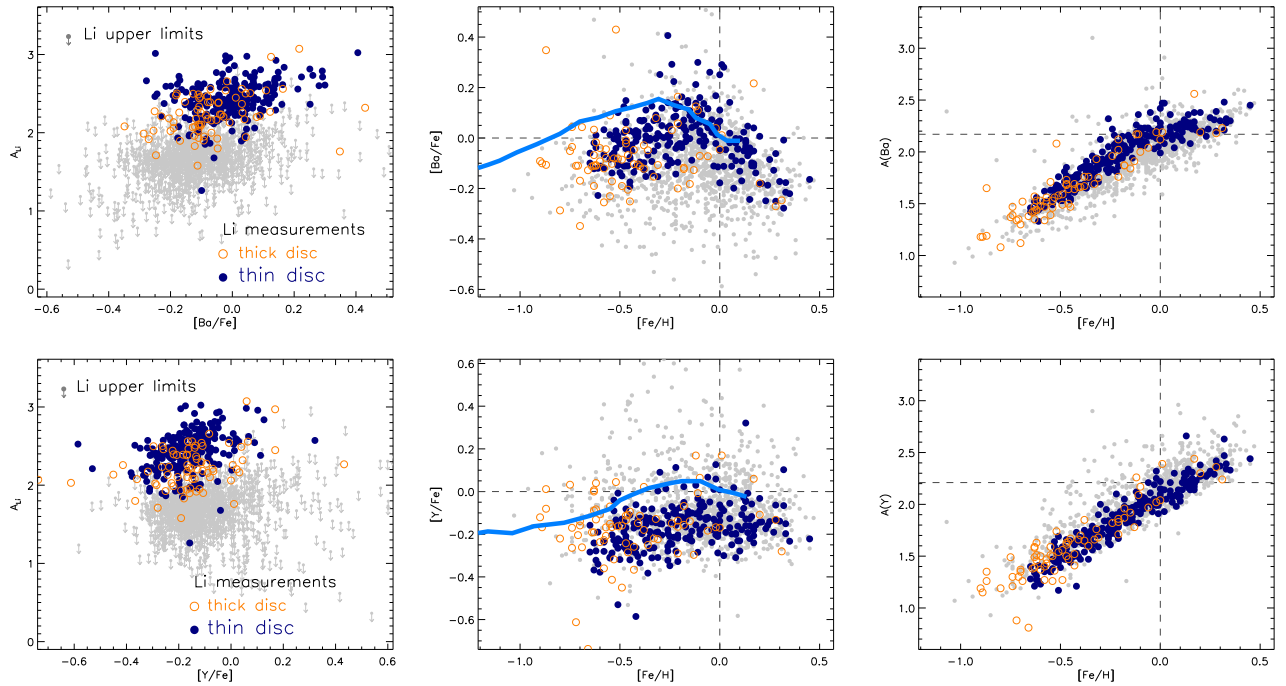 Li upper limits
Li measurements
thick disc
thin disc
A_Li
3
2
1
0
-0.6 -0.4 -0.2 0.0 0.2 0.4
[Ba/Fe]
[Ba/Fe]
0.4
0.2
0.0
-0.2
-0.4
-0.6
-1.0 -0.5 0.0 0.5
[Fe/H]
A(Ba)
3.0
2.5
2.0
1.5
1.0
-1.0 -0.5 0.0 0.5
[Fe/H]
Li upper limits
Li measurements
thick disc
thin disc
A_Li
3
2
1
0
-0.6 -0.4 -0.2 0.0 0.2 0.4 0.6
[Y/Fe]
[Y/Fe]
0.6
0.4
0.2
0.0
-0.2
-0.4
-0.6
-1.0 -0.5 0.0 0.5
[Fe/H]
A(Y)
3.0
2.5
2.0
1.5
1.0
-1.0 -0.5 0.0 0.5
[Fe/H]